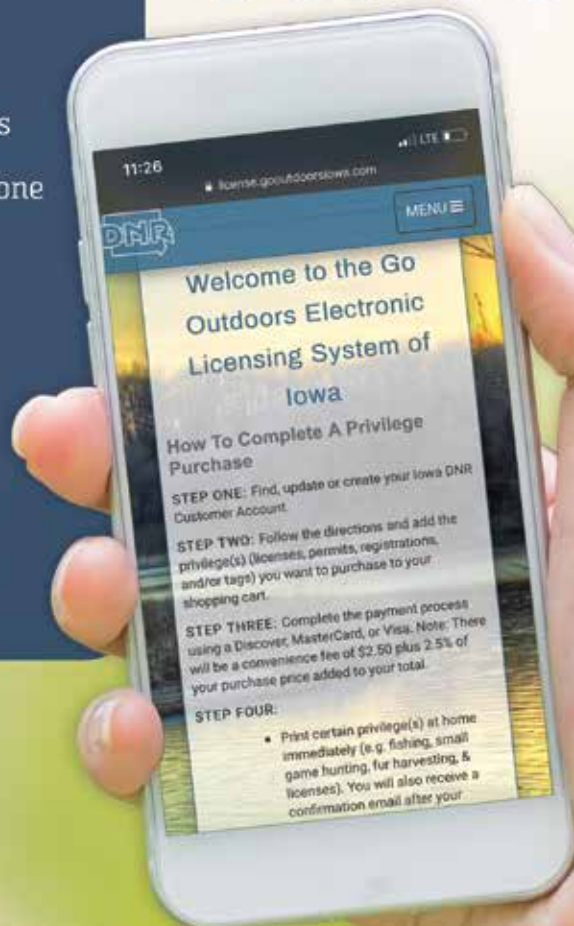 s
one
11:26
LTE
license.gooutdoorsiowa.com
DNR
MENU
Welcome to the Go
Outdoors Electronic
Licensing System of
Iowa
How To Complete A Privilege
Purchase
STEP ONE: Find, update or create your Iowa DNR
Customer Account.
STEP TWO: Follow the directions and add the
privilege(s) (licenses, permits, registrations,
and/or tags) you want to purchase to your
shopping cart.
STEP THREE: Complete the payment process
using a Discover, MasterCard, or Visa. Note: There
will be a convenience fee of $2.50 plus 2.5% of
your purchase price added to your total.
STEP FOUR:
• Print certain privilege(s) at home
immediately (e.g. fishing, small
game hunting, fur harvesting, &
licenses). You will also receive a
confirmation email after your